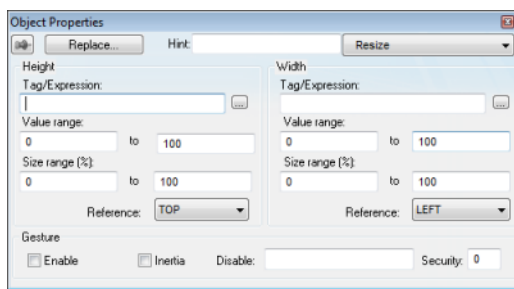 Object Properties
Replace... Hint: Resize
Height Width
Tag/Expression: Tag/Expression:
... ...
Value range: Value range:
0 to 100 0 to 100
Size range (%): Size range (%):
0 to 100 0 to 100
Reference: TOP Reference: LEFT
Gesture
Enable Inertia Disable: Security: 0